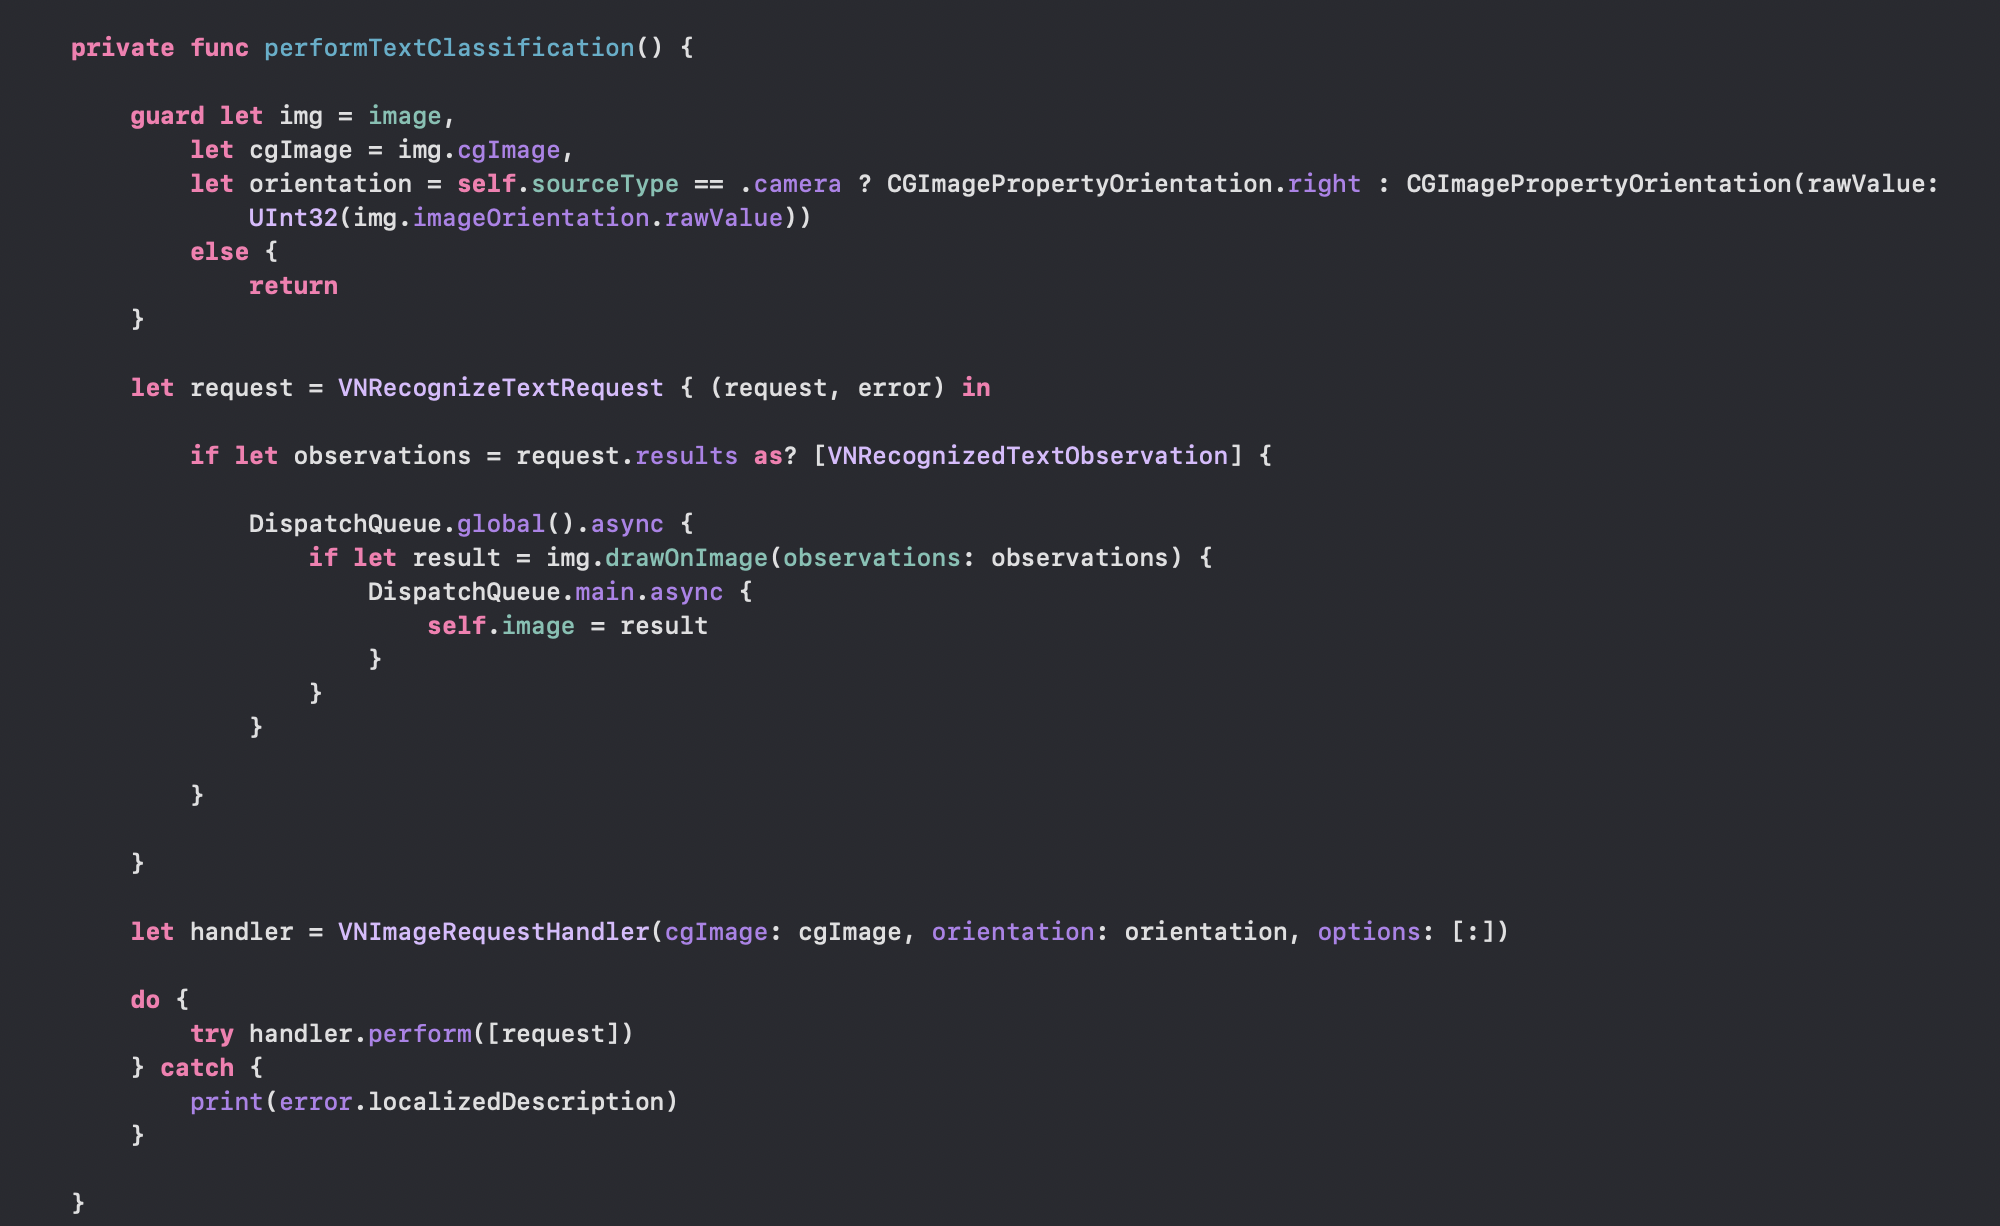 private func performTextClassification() {
guard let img = image,
let cgImage = img.cgImage,
let orientation = self.sourceType == .camera ? CGImagePropertyOrientation.right : CGImagePropertyOrientation(rawValue:
UInt32(img.imageOrientation.rawValue))
else {
return
}
let request = VNRecognizeTextRequest { (request, error) in
if let observations = request.results as? [VNRecognizedTextObservation] {
DispatchQueue.global().async {
if let result = img.drawOnImage(observations: observations) {
DispatchQueue.main.async {
self.image = result
}
}
}
}
}
let handler = VNImageRequestHandler(cgImage: cgImage, orientation: orientation, options: [:])
do {
try handler.perform([request])
} catch {
print(error.localizedDescription)
}
}